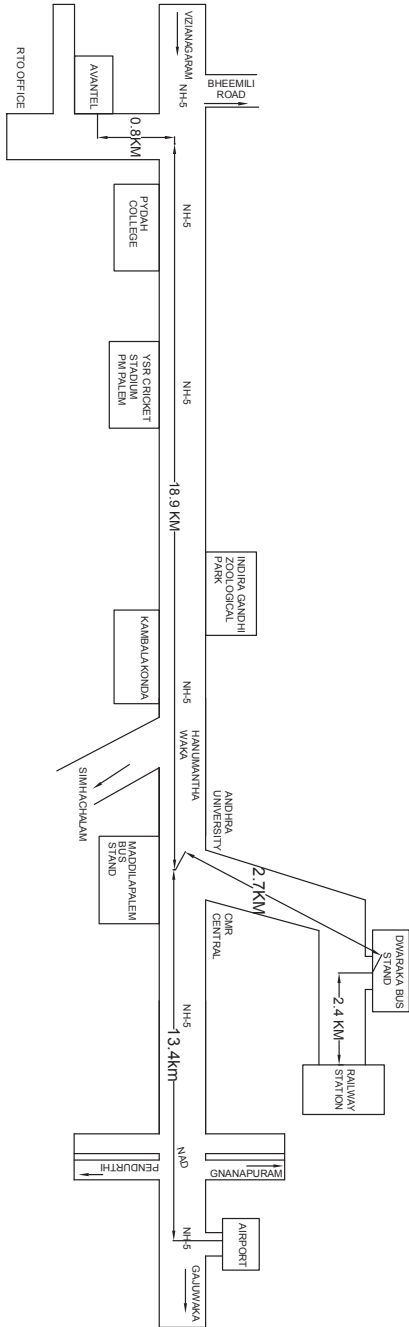 VIZIANAGARAM
NH-5
BHEEMILI
ROAD
RTO OFFICE
AVANTEL
0.8KM
PYDAH
COLLEGE
NH-5
YSR CRICKET
STADIUM
PM PALEM
NH-5
18.9 KM
INDIRA GANDHI
ZOOLOGICAL
PARK
KAMBALAKONDA
NH-5
HANUMANTHA
WAKA
SIMHACHALAM
ANDHRA
UNIVERSITY
MADDILAPALEM
BUS
STAND
2.7KM
CMR
CENTRAL
DWARAKA BUS
STAND
2.4 KM
RAILWAY
STATION
NH-5
13.4km
NAD
PENDURTHI
GNANAPURAM
NH-5
AIRPORT
GAJUWAKA